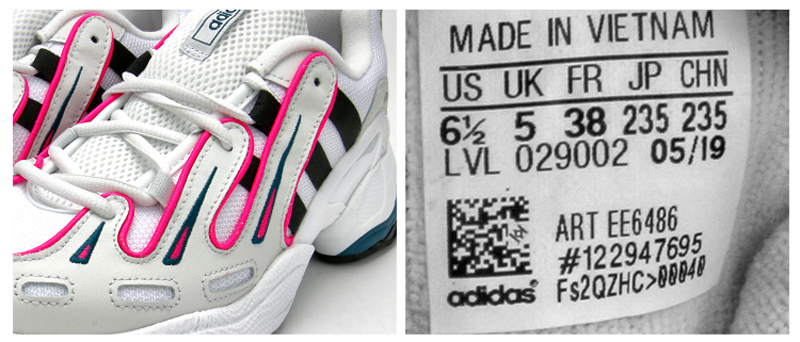 adidas
MADE IN VIETNAM
US UK FR JP CHN
6½ 5 38 235 235
LVL 029002 05/19
ART EE6486
#122947695
Fs2QZHC>00040
adidas®